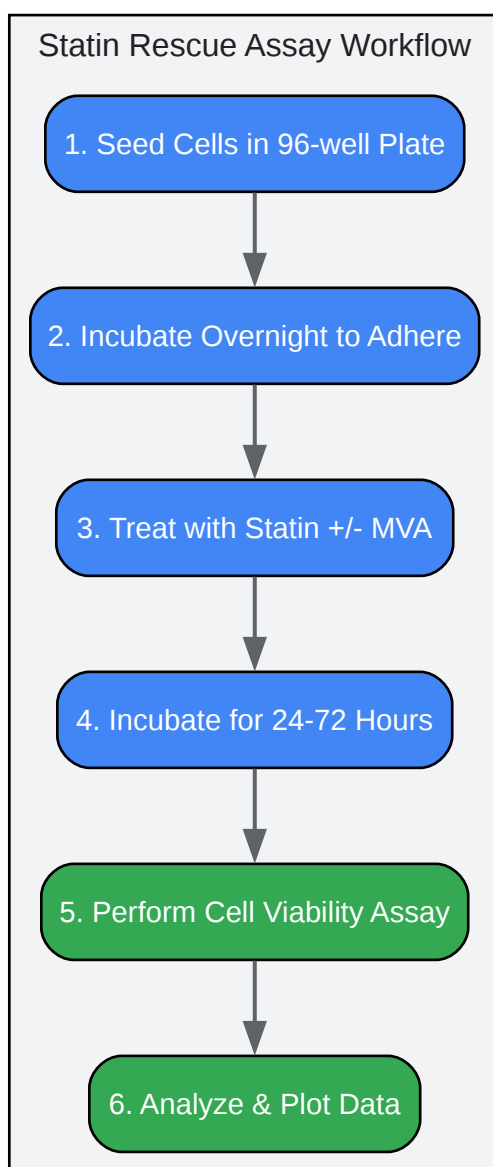 Statin Rescue Assay Workflow
1. Seed Cells in 96-well Plate
2. Incubate Overnight to Adhere
3. Treat with Statin +/- MVA
4. Incubate for 24-72 Hours
5. Perform Cell Viability Assay
6. Analyze & Plot Data